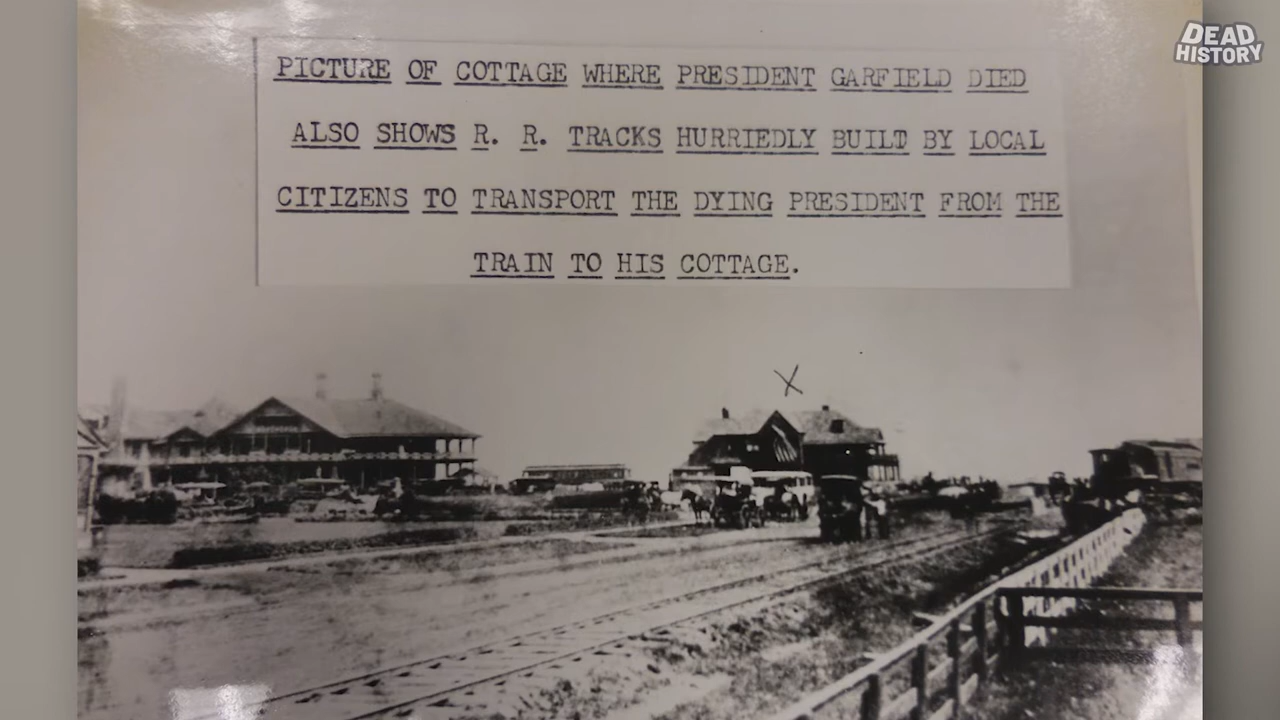 DEAD
HISTORY
PICTURE OF COTTAGE WHERE PRESIDENT GARFIELD DIED
ALSO SHOWS R. R. TRACKS HURRIEDLY BUILT BY LOCAL
CITIZENS TO TRANSPORT THE DYING PRESIDENT FROM THE
TRAIN TO HIS COTTAGE.
X